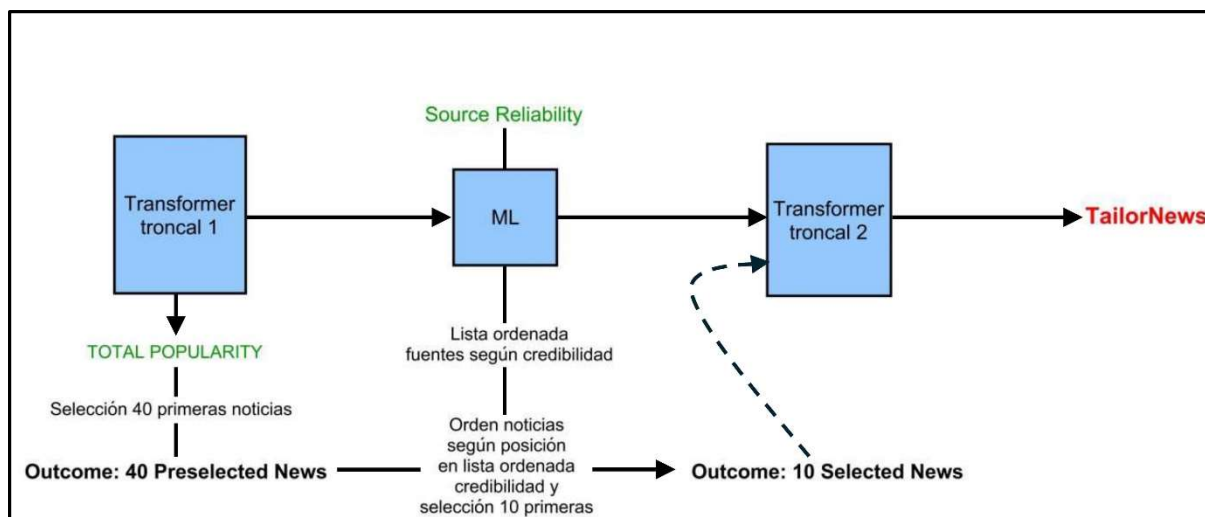 Source Reliability
Transformer
troncal 1
ML
Transformer
troncal 2
TailorNews
TOTAL POPULARITY
Lista ordenada
fuentes según credibilidad
Selección 40 primeras noticias
Orden noticias
según posición
en lista ordenada
credibilidad y
selección 10 primeras
Outcome: 40 Preselected News
Outcome: 10 Selected News